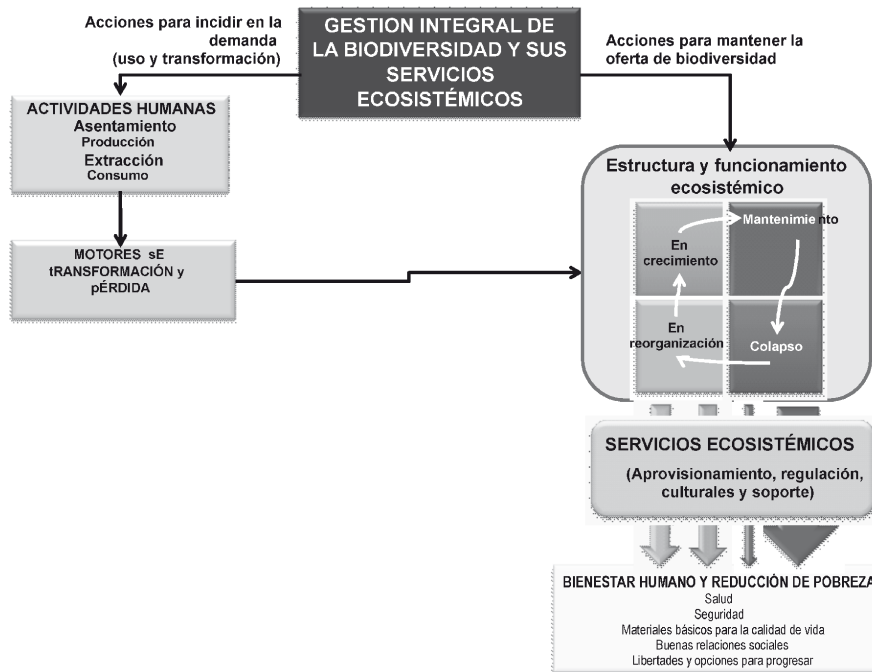 Acciones para incidir en la
demanda
(uso y transformación)
GESTION INTEGRAL DE
LA BIODIVERSIDAD Y SUS
SERVICIOS
ECOSISTÉMICOS
Acciones para mantener la
oferta de biodiversidad
ACTIVIDADES HUMANAS
Asentamiento
Producción
Extracción
Consumo
MOTORES sE
tRANSFORMACIÓN y
pÉRDIDA
Estructura y funcionamiento
ecosistémico
En
crecimiento
Mantenimiento
En
reorganización
Colapso
SERVICIOS ECOSISTÉMICOS
(Aprovisionamiento, regulación,
culturales y soporte)
BIENESTAR HUMANO Y REDUCCIÓN DE POBREZA
Salud
Seguridad
Materiales básicos para la calidad de vida
Buenas relaciones sociales
Libertades y opciones para progresar